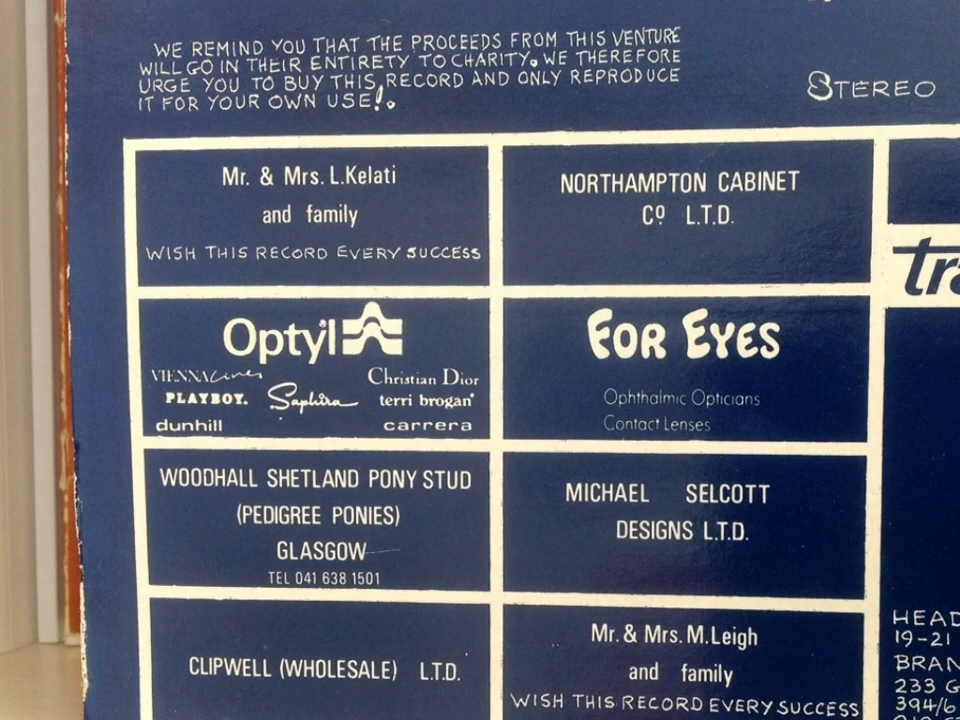 WE REMIND YOU THAT THE PROCEEDS FROM THIS VENTURE
WILL GO IN THEIR ENTIRETY TO CHARITY. WE THEREFORE
URGE YOU TO BUY THIS RECORD AND ONLY REPRODUCE
IT FOR YOUR OWN USE!.
STEREO
Mr. & Mrs. L.Kelati
and family
WISH THIS RECORD EVERY SUCCESS
NORTHAMPTON CABINET
Cº L.T.D.
Optyl
VIENNALines
Christian Dior
PLAYBOY.
Saphira
terri brogan
dunhill
carrera
FOR EYES
Ophthalmic Opticians
Contact Lenses
WOODHALL SHETLAND PONY STUD
(PEDIGREE PONIES)
GLASGOW
TEL 041 638 1501
MICHAEL SELCOTT
DESIGNS L.T.D.
CLIPWELL (WHOLESALE) L.T.D.
Mr. & Mrs. M.Leigh
and family
WISH THIS RECORD EVERY SUCCESS
tra
HEAD
19-21
BRAN
233 G
394/6